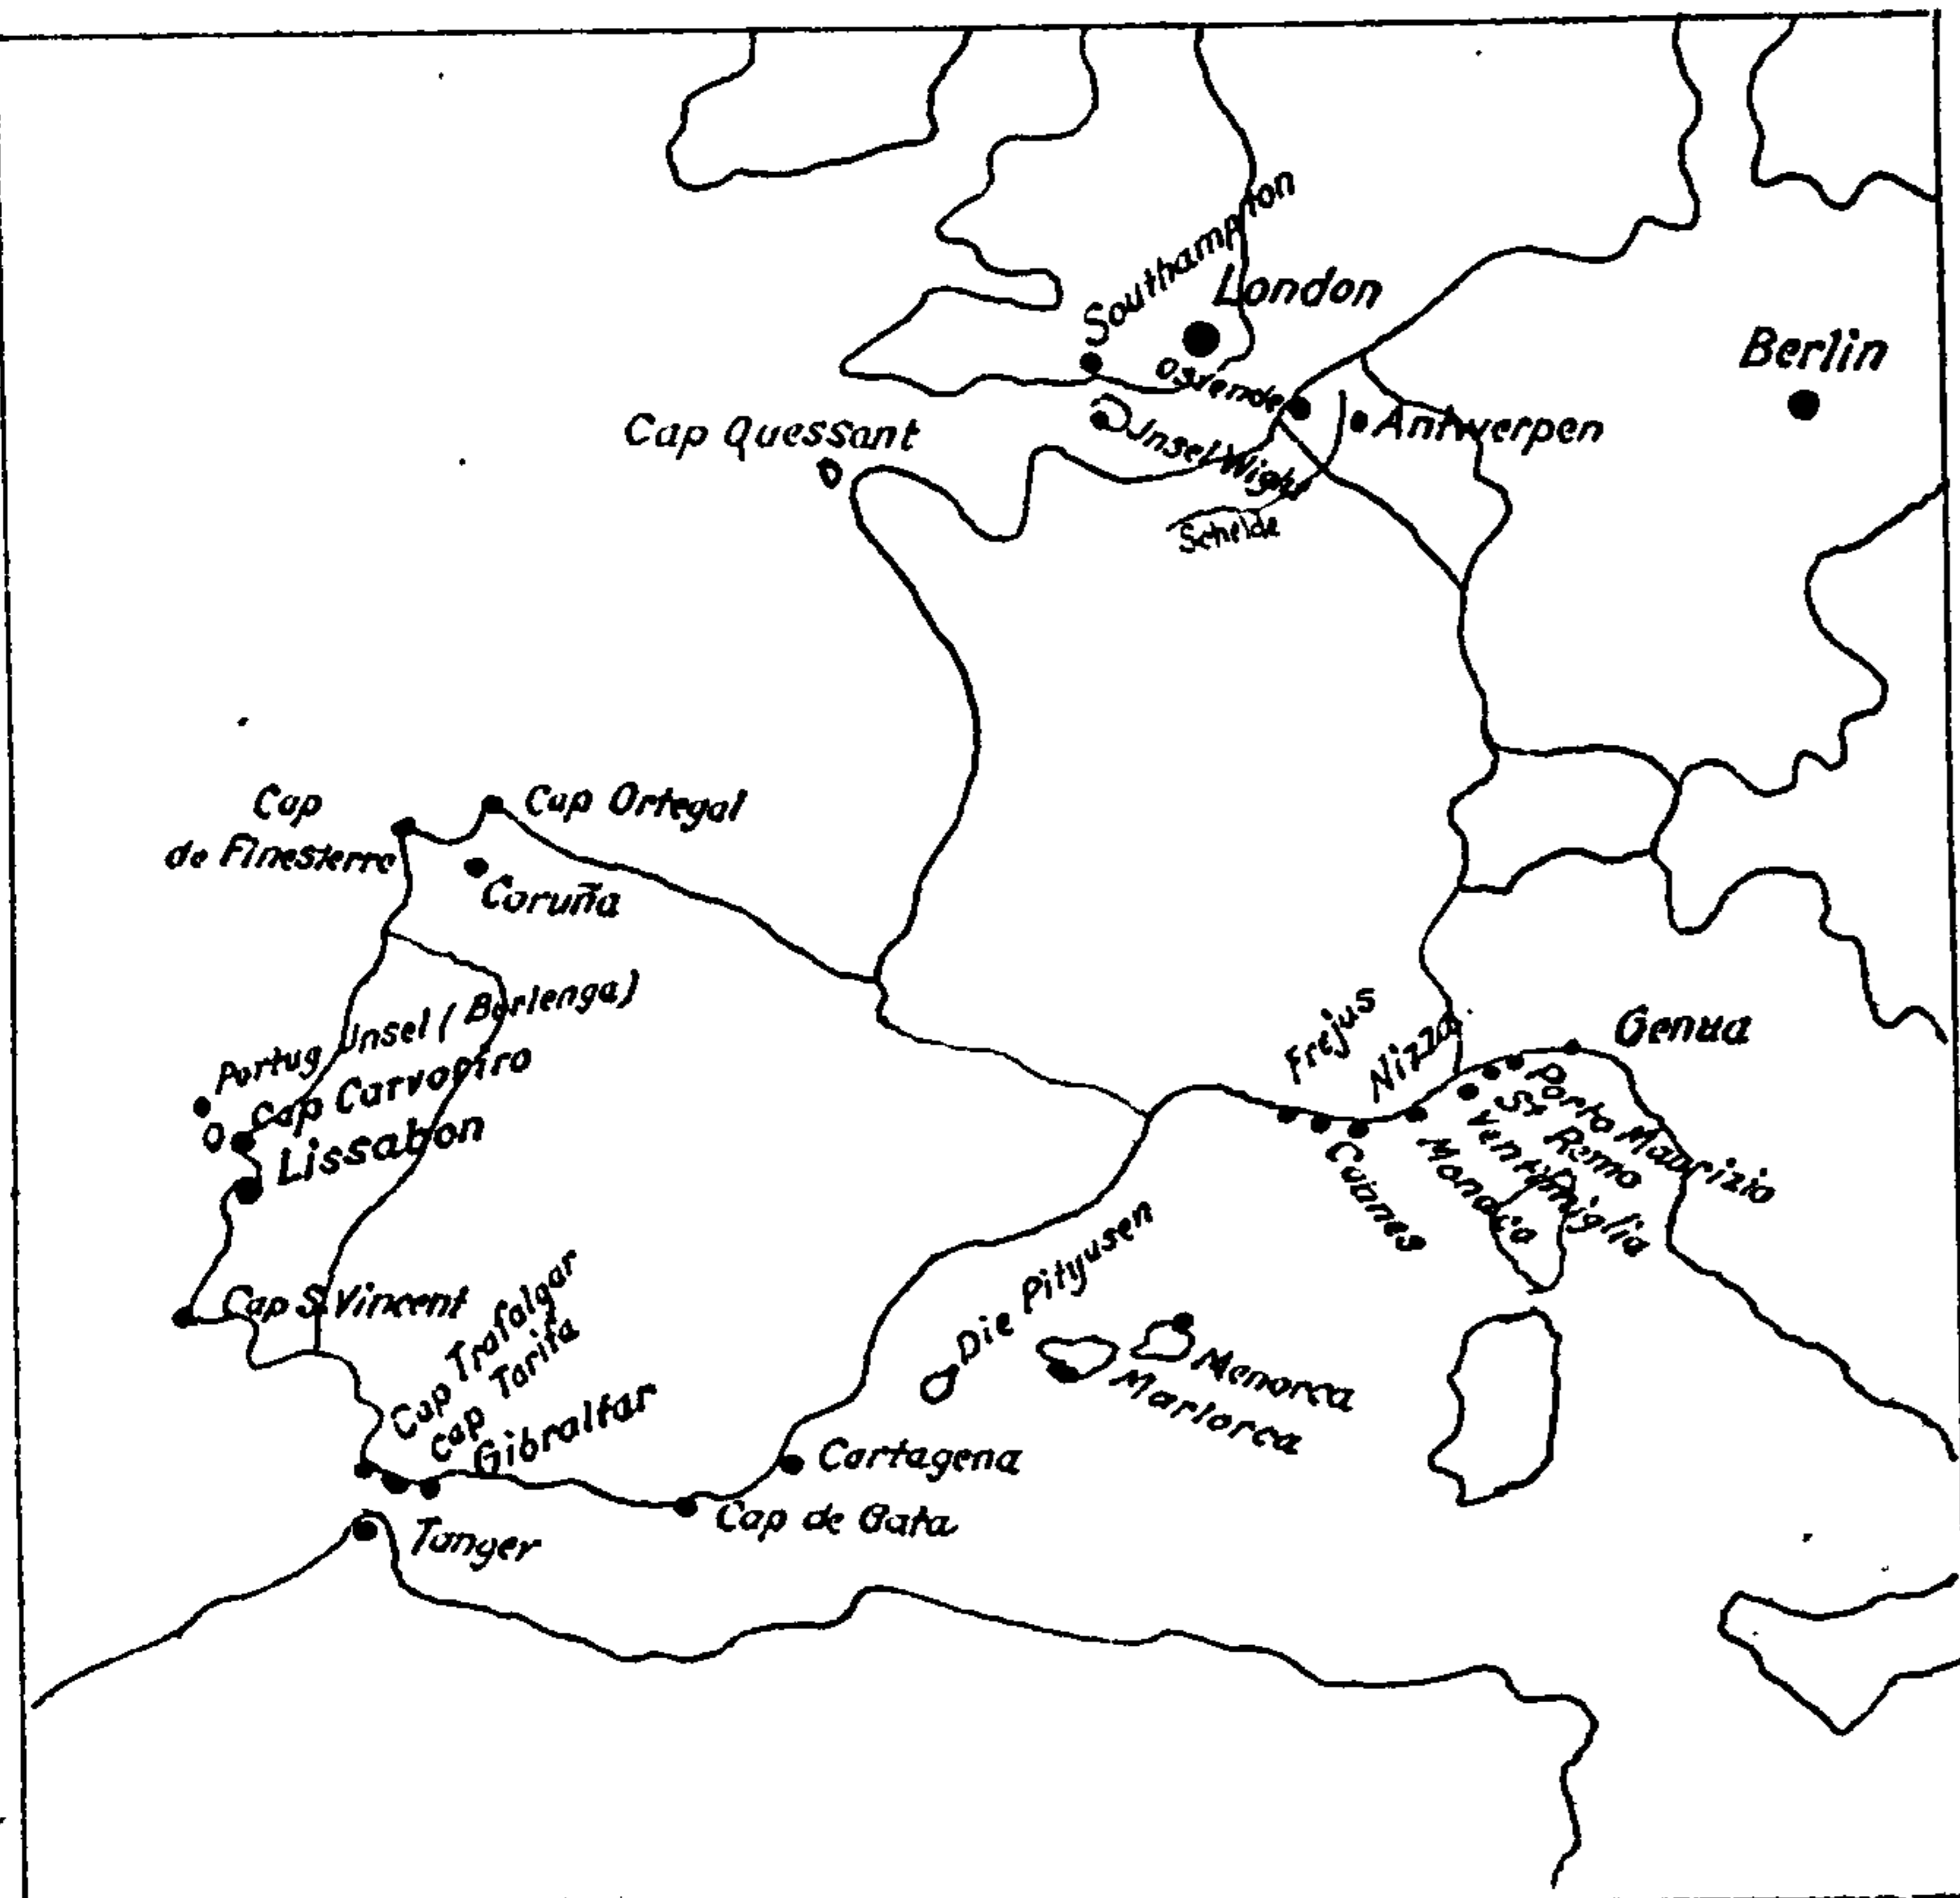 Southampton
London
Berlin
Ostende
Antwerpen
Cap Quessant
Insel Wight
Schelde
Cap
de Finesterre
Cap Ortegal
Coruña
Portug Insel (Berlenga)
Cap Carvoeiro
Lissabon
Cap S. Vincent
Cap Trafalgar
Cap Tarifa
Gibraltar
Tanger
Cap de Gata
Cartagena
Die Pityusen
Menorca
Marlorca
Frejus
Nizza
Cannes
Monaco
Ventimiglia
S. Remo
Porto Maurizio
Genua